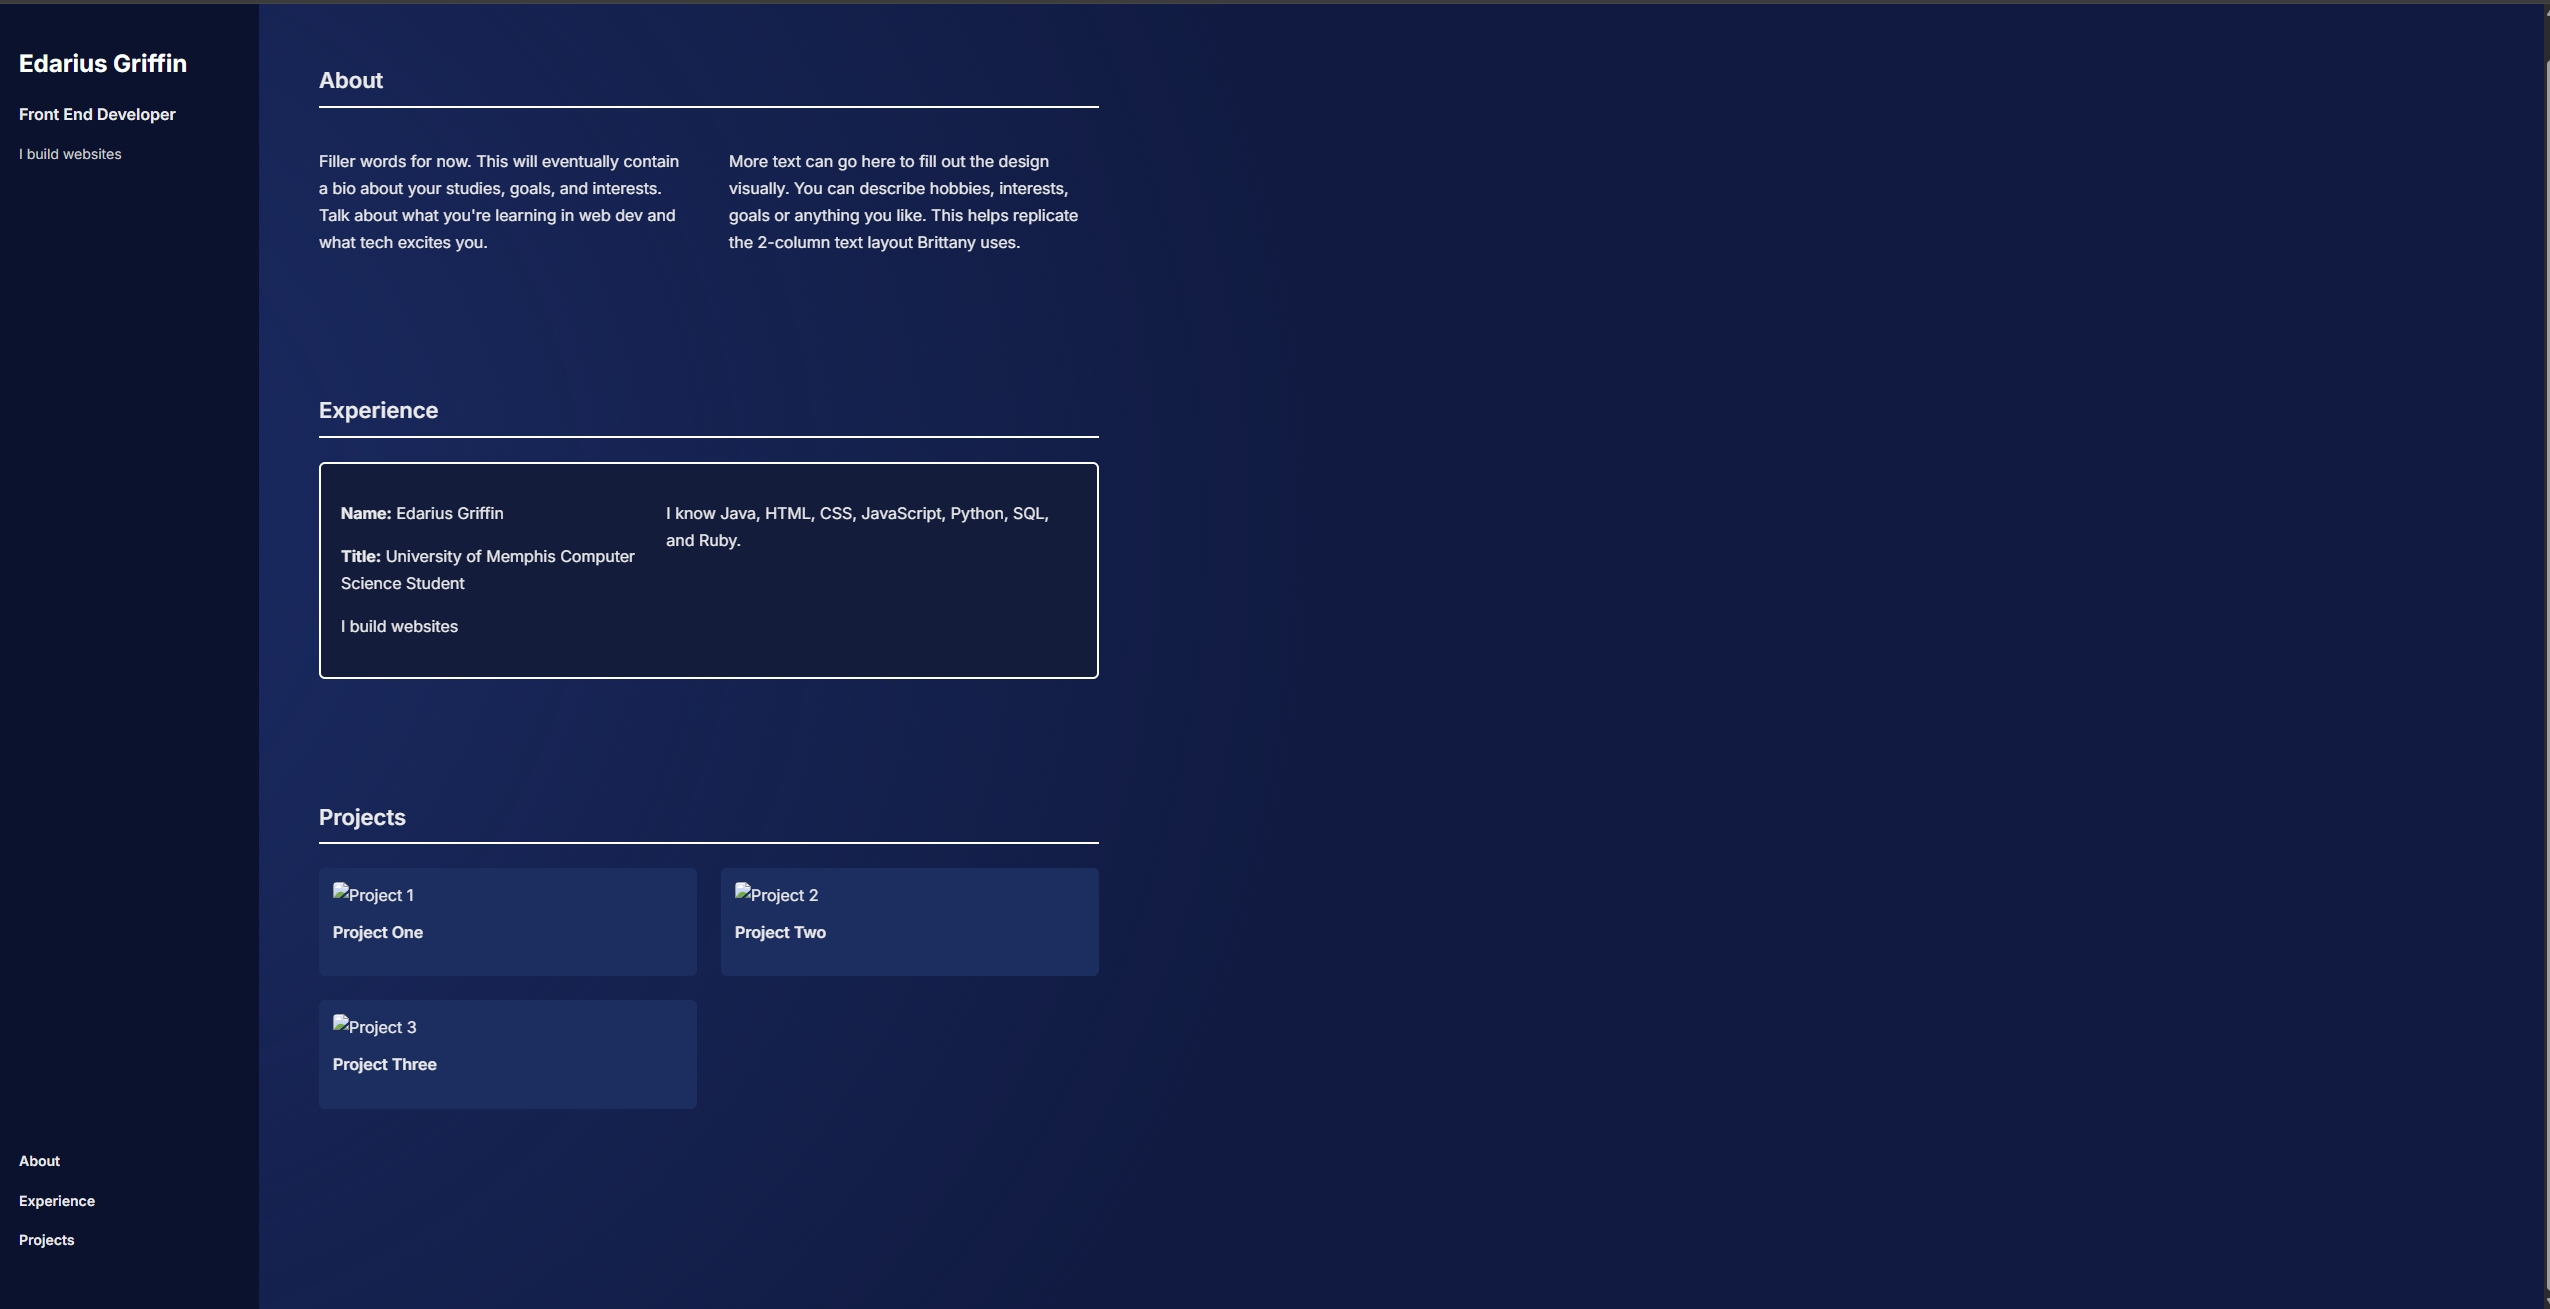 Edarius Griffin
Front End Developer
I build websites
About
Experience
Projects
About
Filler words for now. This will eventually contain
a bio about your studies, goals, and interests.
Talk about what you're learning in web dev and
what tech excites you.
More text can go here to fill out the design
visually. You can describe hobbies, interests,
goals or anything you like. This helps replicate
the 2-column text layout Brittany uses.
Experience
Name: Edarius Griffin
Title: University of Memphis Computer
Science Student
I build websites
I know Java, HTML, CSS, JavaScript, Python, SQL,
and Ruby.
Projects
Project 1
Project One
Project 2
Project Two
Project 3
Project Three